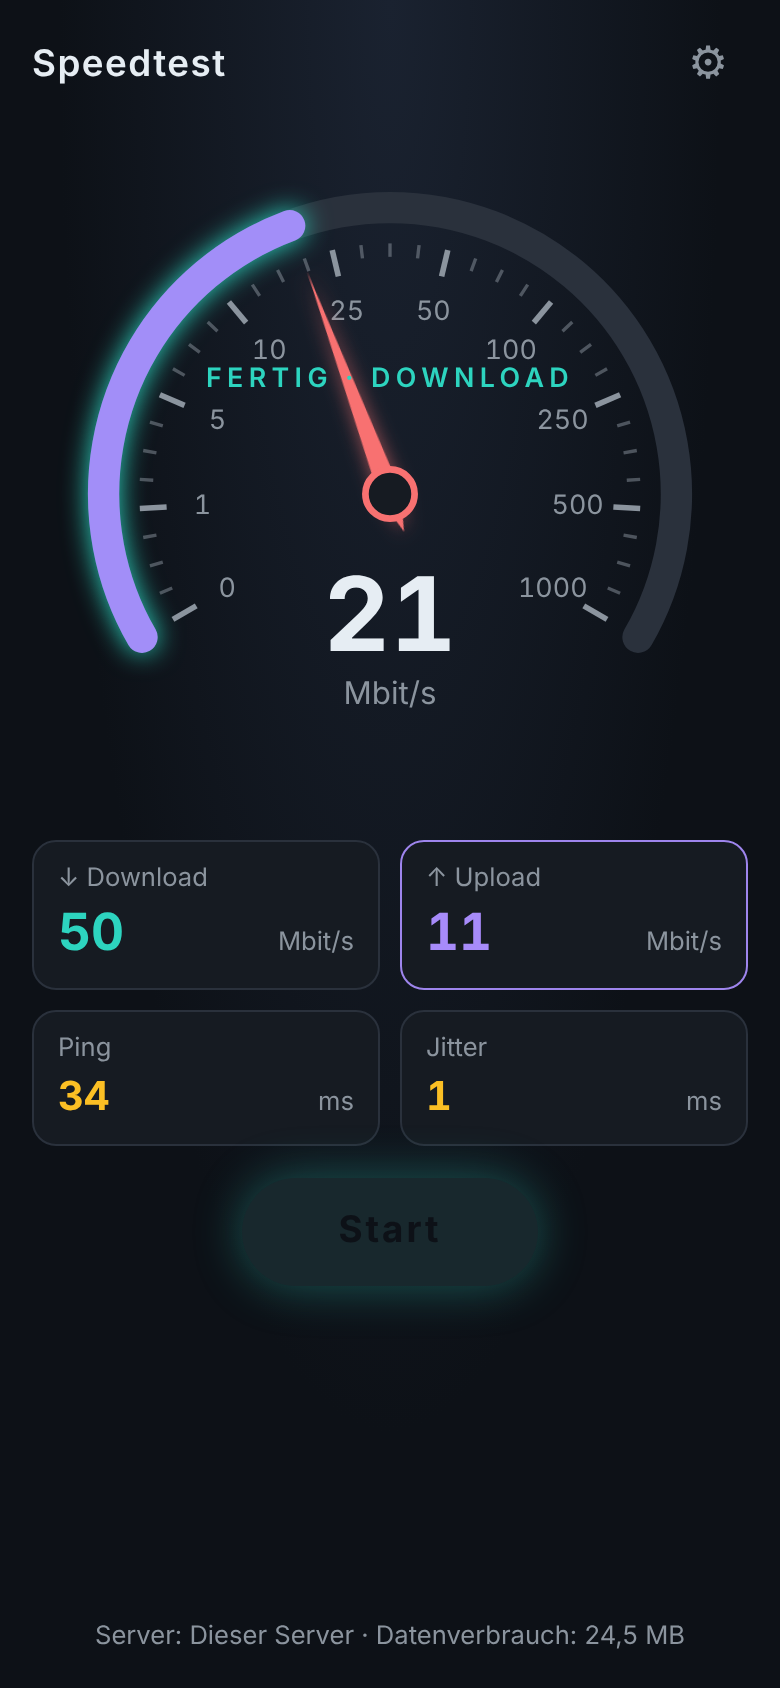 Speedtest ⚙
25 50
10 100
FERTIG · DOWNLOAD
5 250
1 500
0 1000
21
Mbit/s
↓ Download
50 Mbit/s
↑ Upload
11 Mbit/s
Ping
34 ms
Jitter
1 ms
Start
Server: Dieser Server · Datenverbrauch: 24,5 MB